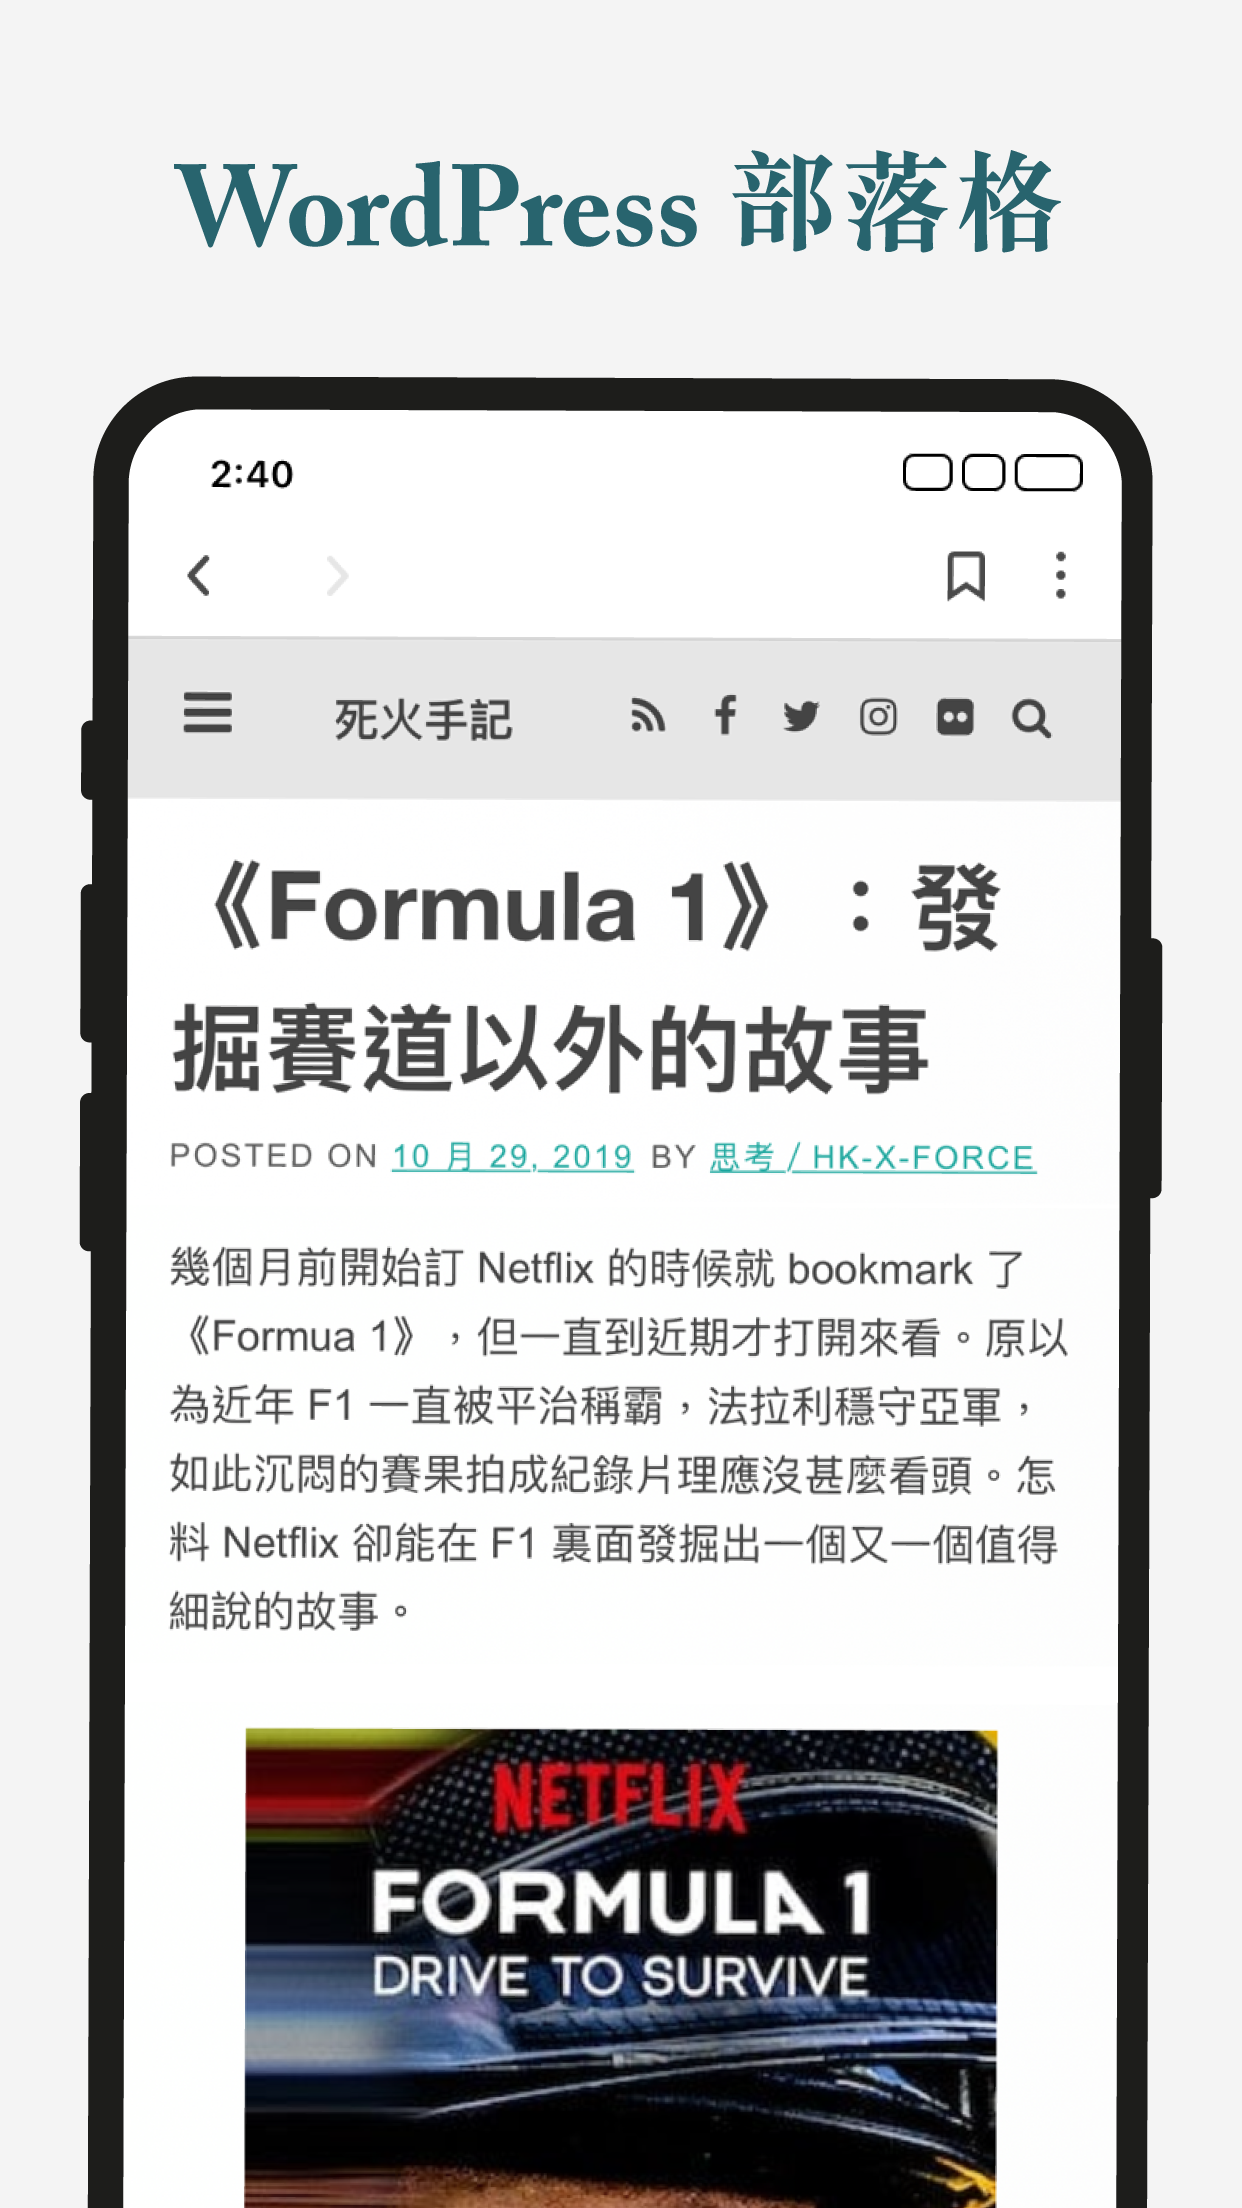 WordPress 部落格
2:40
死火手記
《Formula 1》：發
掘賽道以外的故事
POSTED ON 10 月 29, 2019 BY 思考 / HK-X-FORCE
幾個月前開始訂 Netflix 的時候就 bookmark 了
《Formua 1》，但一直到近期才打開來看。原以
為近年 F1 一直被平治稱霸，法拉利穩守亞軍，
如此沉悶的賽果拍成紀錄片理應沒甚麼看頭。怎
料 Netflix 卻能在 F1 裏面發掘出一個又一個值得
細說的故事。
NETFLIX
FORMULA 1
DRIVE TO SURVIVE